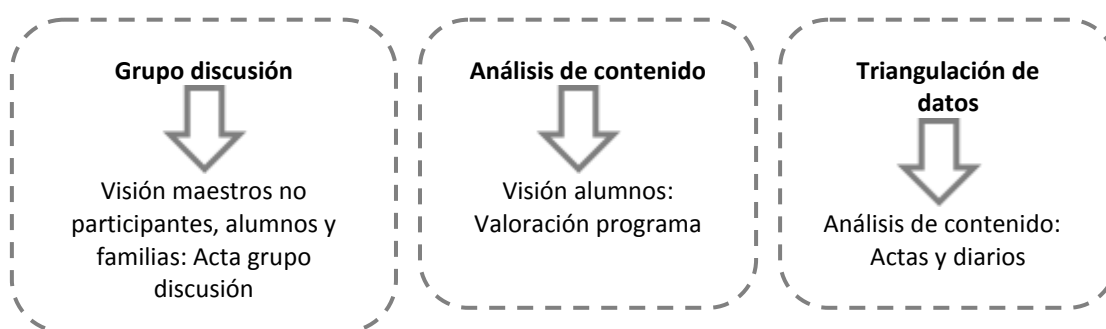 Grupo discusión
Visión maestros no
participantes, alumnos y
familias: Acta grupo
discusión
Análisis de contenido
Visión alumnos:
Valoración programa
Triangulación de
datos
Análisis de contenido:
Actas y diarios